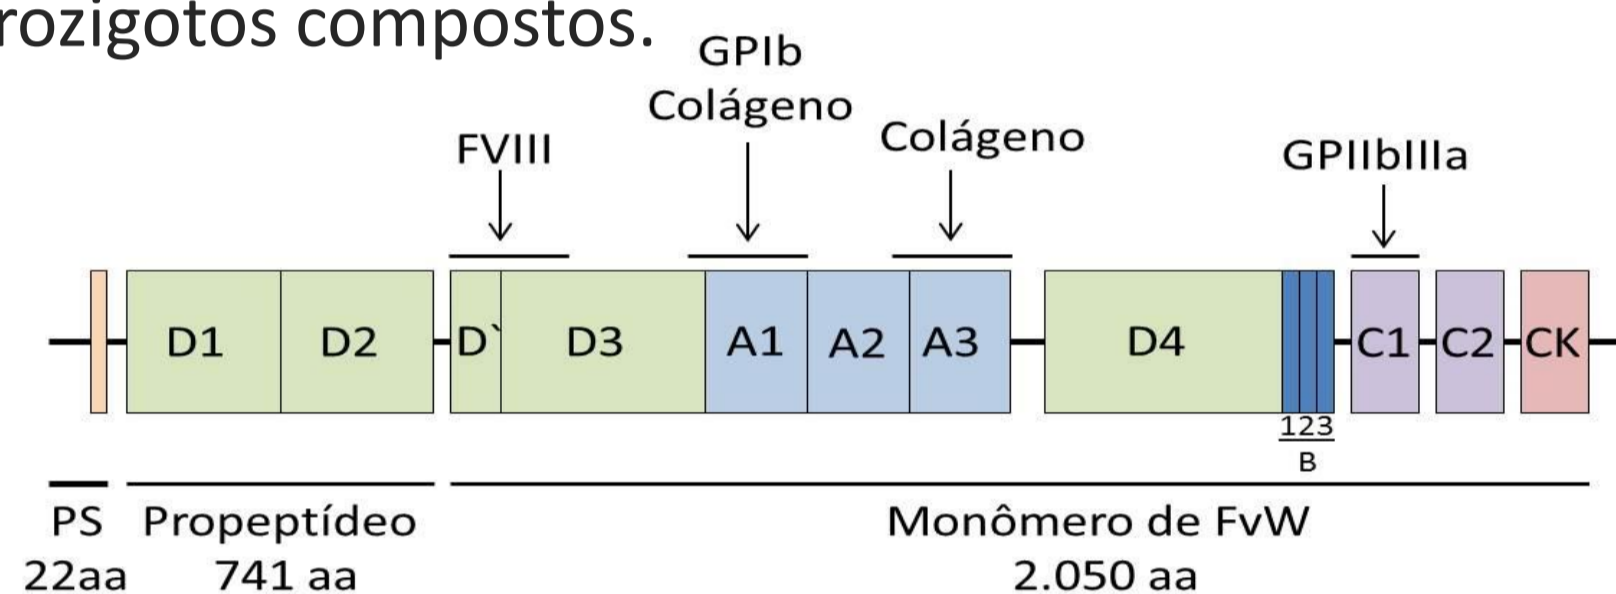 rozigotos compostos.
GPIb
Colágeno
Colágeno
FVIII
GPIIbIIIa
D1 D2 D` D3 A1 A2 A3 D4 C1 C2 CK
123
B
PS Propeptídeo Monômero de FvW
22aa 741 aa 2.050 aa